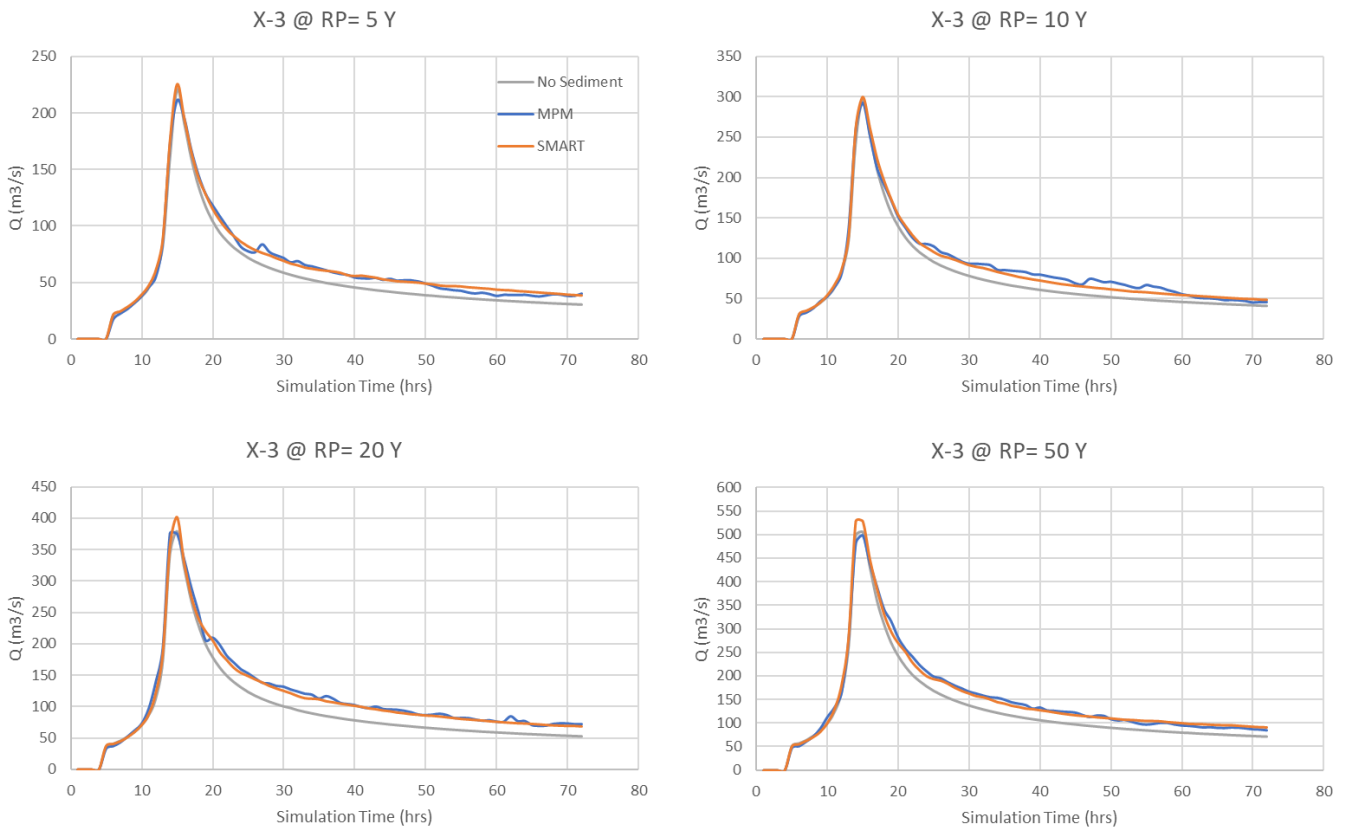 X-3 @ RP= 5 Y
250
200
150
100
50
0
Q (m3/s)
0 10 20 30 40 50 60 70 80
Simulation Time (hrs)
No Sediment
MPM
SMART
X-3 @ RP= 10 Y
350
300
250
200
150
100
50
0
Q (m3/s)
0 10 20 30 40 50 60 70 80
Simulation Time (hrs)
X-3 @ RP= 20 Y
450
400
350
300
250
200
150
100
50
0
Q (m3/s)
0 10 20 30 40 50 60 70 80
Simulation Time (hrs)
X-3 @ RP= 50 Y
600
550
500
450
400
350
300
250
200
150
100
50
0
Q (m3/s)
0 10 20 30 40 50 60 70 80
Simulation Time (hrs)